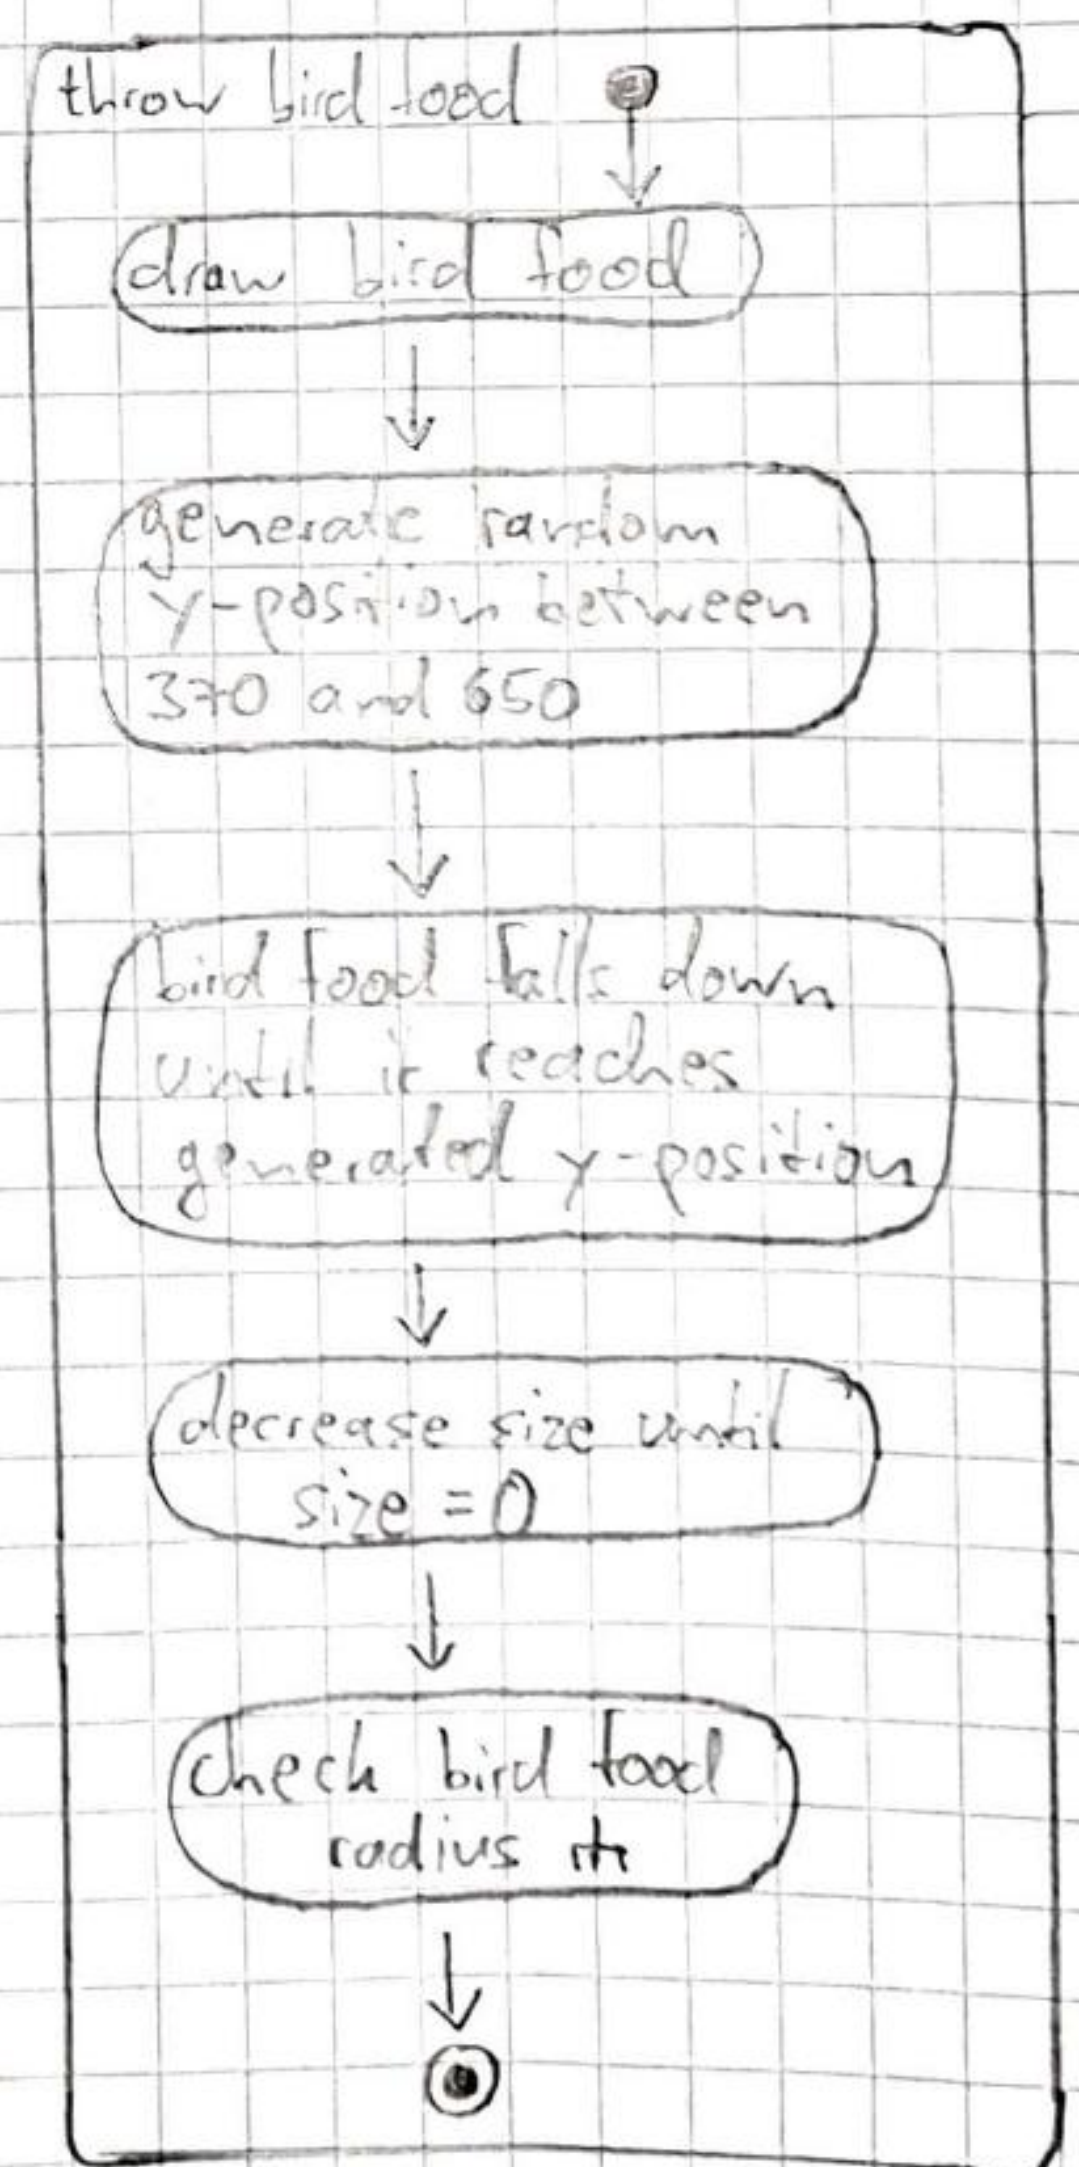 throw bird food
draw bird food
generate random
y-position between
370 and 650
bird food falls down
until it reaches
generated y-position
decrease size until
size = 0
check bird food
radius